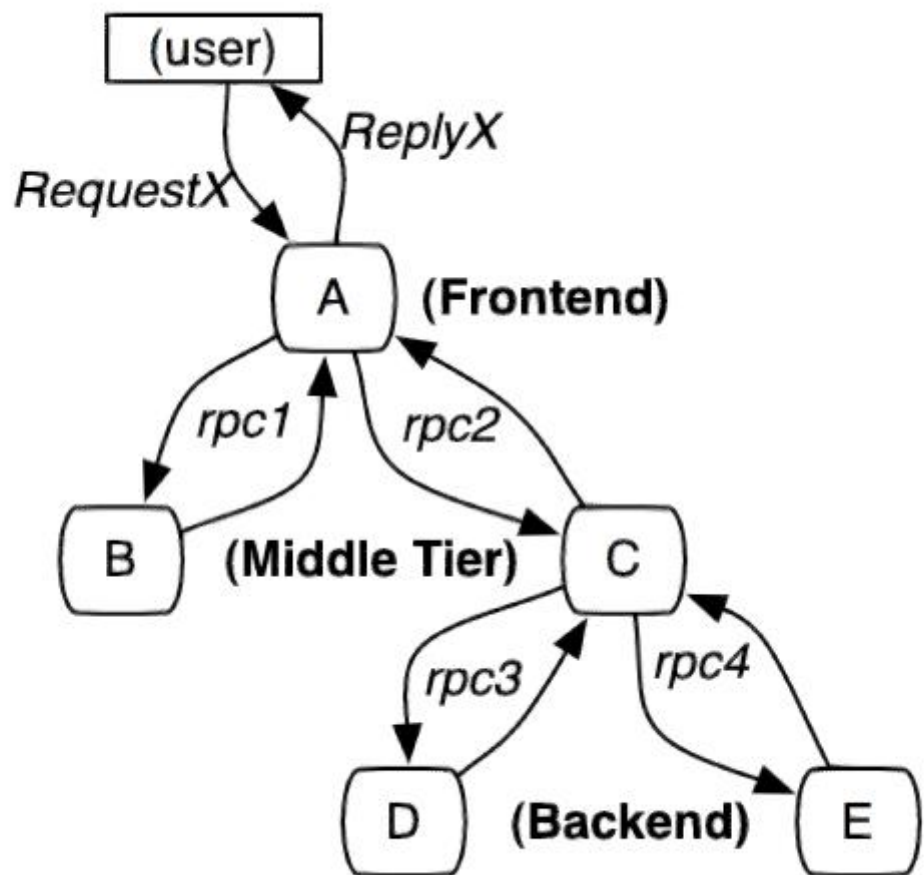 (user)
ReplyX
RequestX
A
(Frontend)
rpc1
rpc2
B
(Middle Tier)
C
rpc3
rpc4
D
(Backend)
E